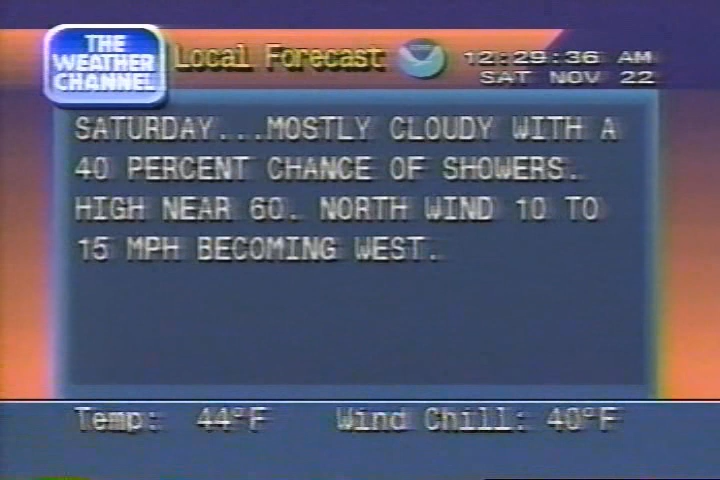 THE
WEATHER
CHANNEL
Local Forecast
12:29:36 AM
SAT NOV 22
SATURDAY...MOSTLY CLOUDY WITH A
40 PERCENT CHANCE OF SHOWERS.
HIGH NEAR 60. NORTH WIND 10 TO
15 MPH BECOMING WEST.
Temp: 44°F Wind Chill: 40°F